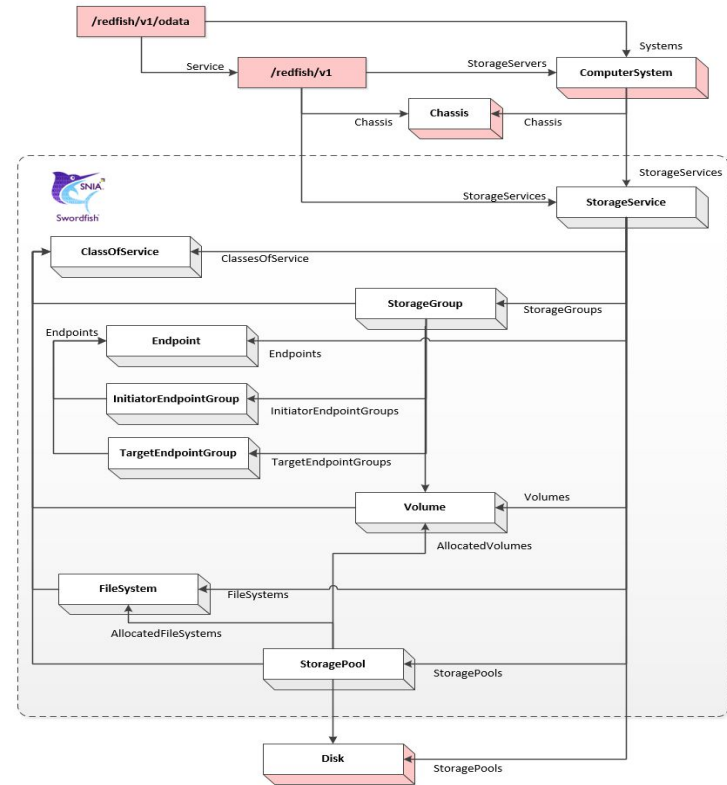 /redfish/v1/odata
Systems
Service
/redfish/v1
StorageServers
ComputerSystem
Chassis
Chassis
Chassis
StorageServices
SNIA
Swordfish
StorageServices
StorageService
ClassOfService
ClassesOfService
StorageGroup
StorageGroups
Endpoints
Endpoint
Endpoints
InitiatorEndpointGroup
InitiatorEndpointGroups
TargetEndpointGroup
TargetEndpointGroups
Volume
Volumes
AllocatedVolumes
FileSystem
FileSystems
AllocatedFileSystems
StoragePool
StoragePools
Disk
StoragePools